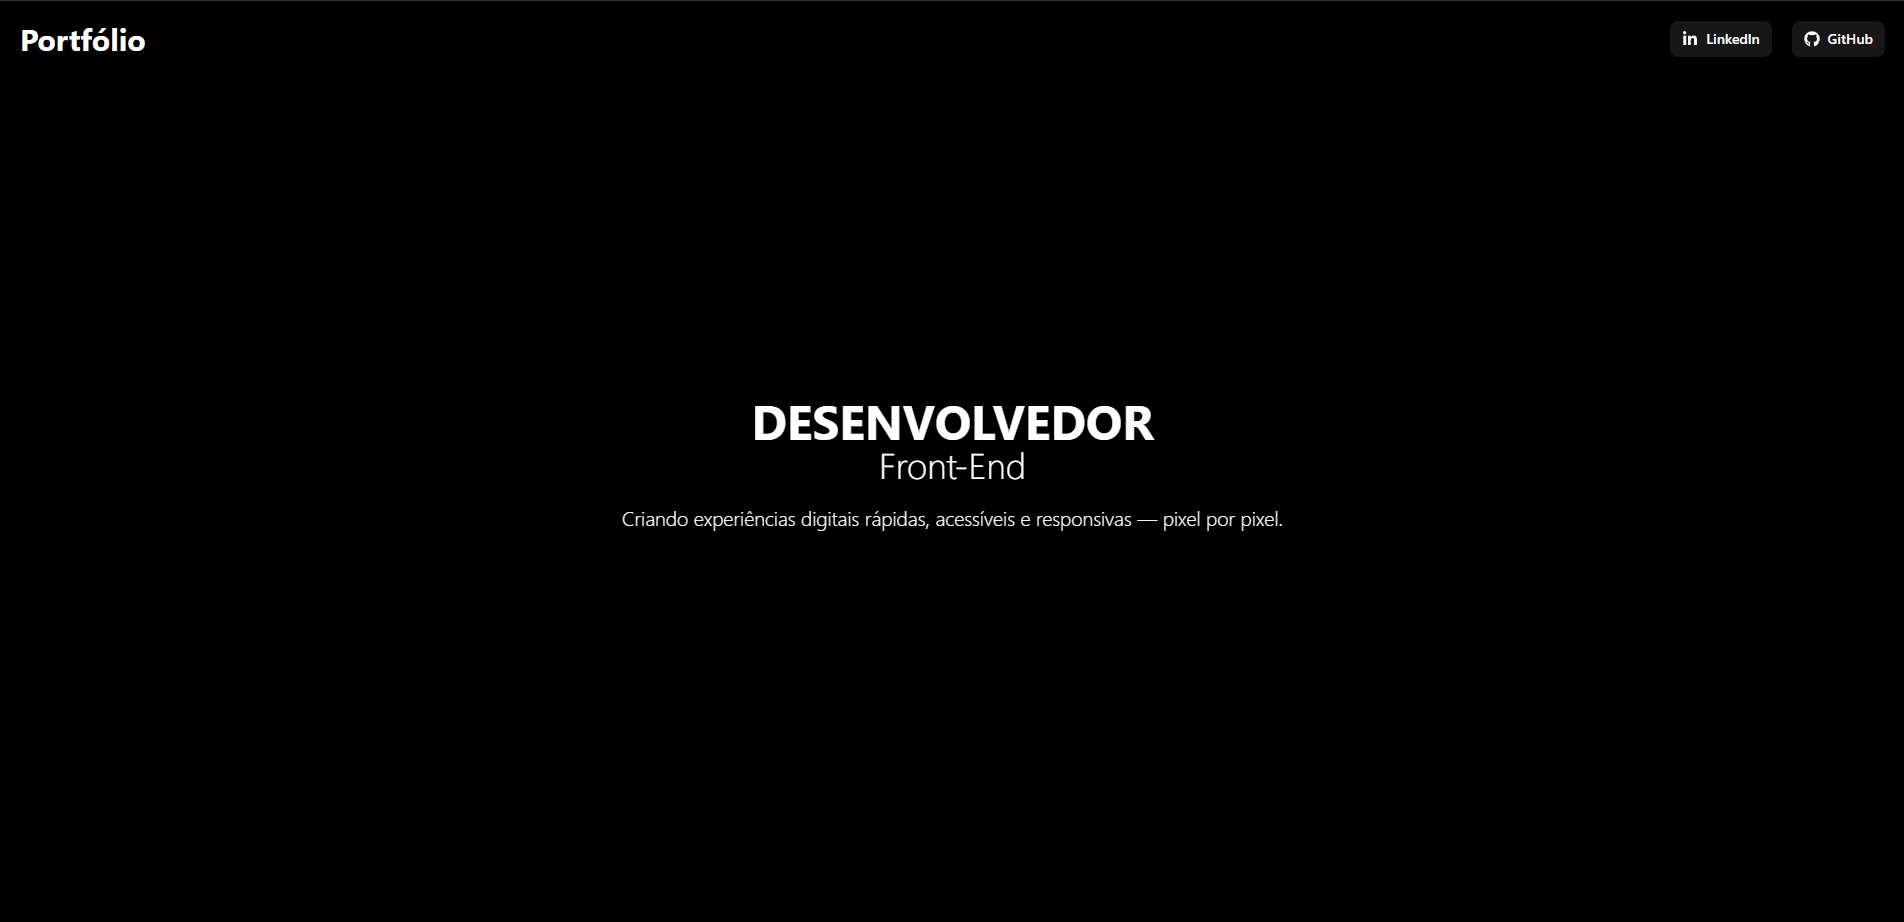 Portfólio
LinkedIn
GitHub
DESENVOLVEDOR
Front-End
Criando experiências digitais rápidas, acessíveis e responsivas — pixel por pixel.